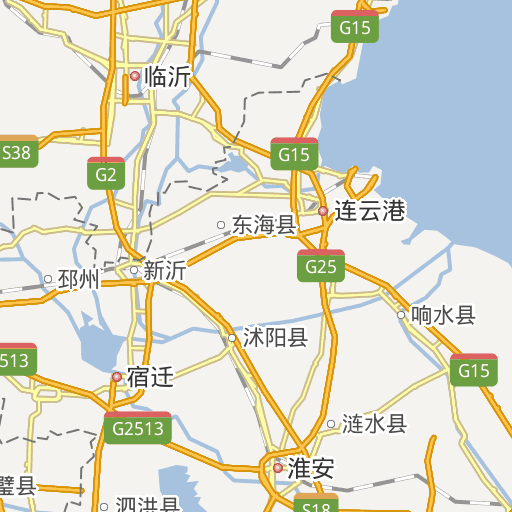 G15
临沂
S38
G15
G2
连云港
东海县
G25
新沂
邳州
响水县
沭阳县
513
G15
宿迁
涟水县
G2513
淮安
璧县
泗洪县
S18